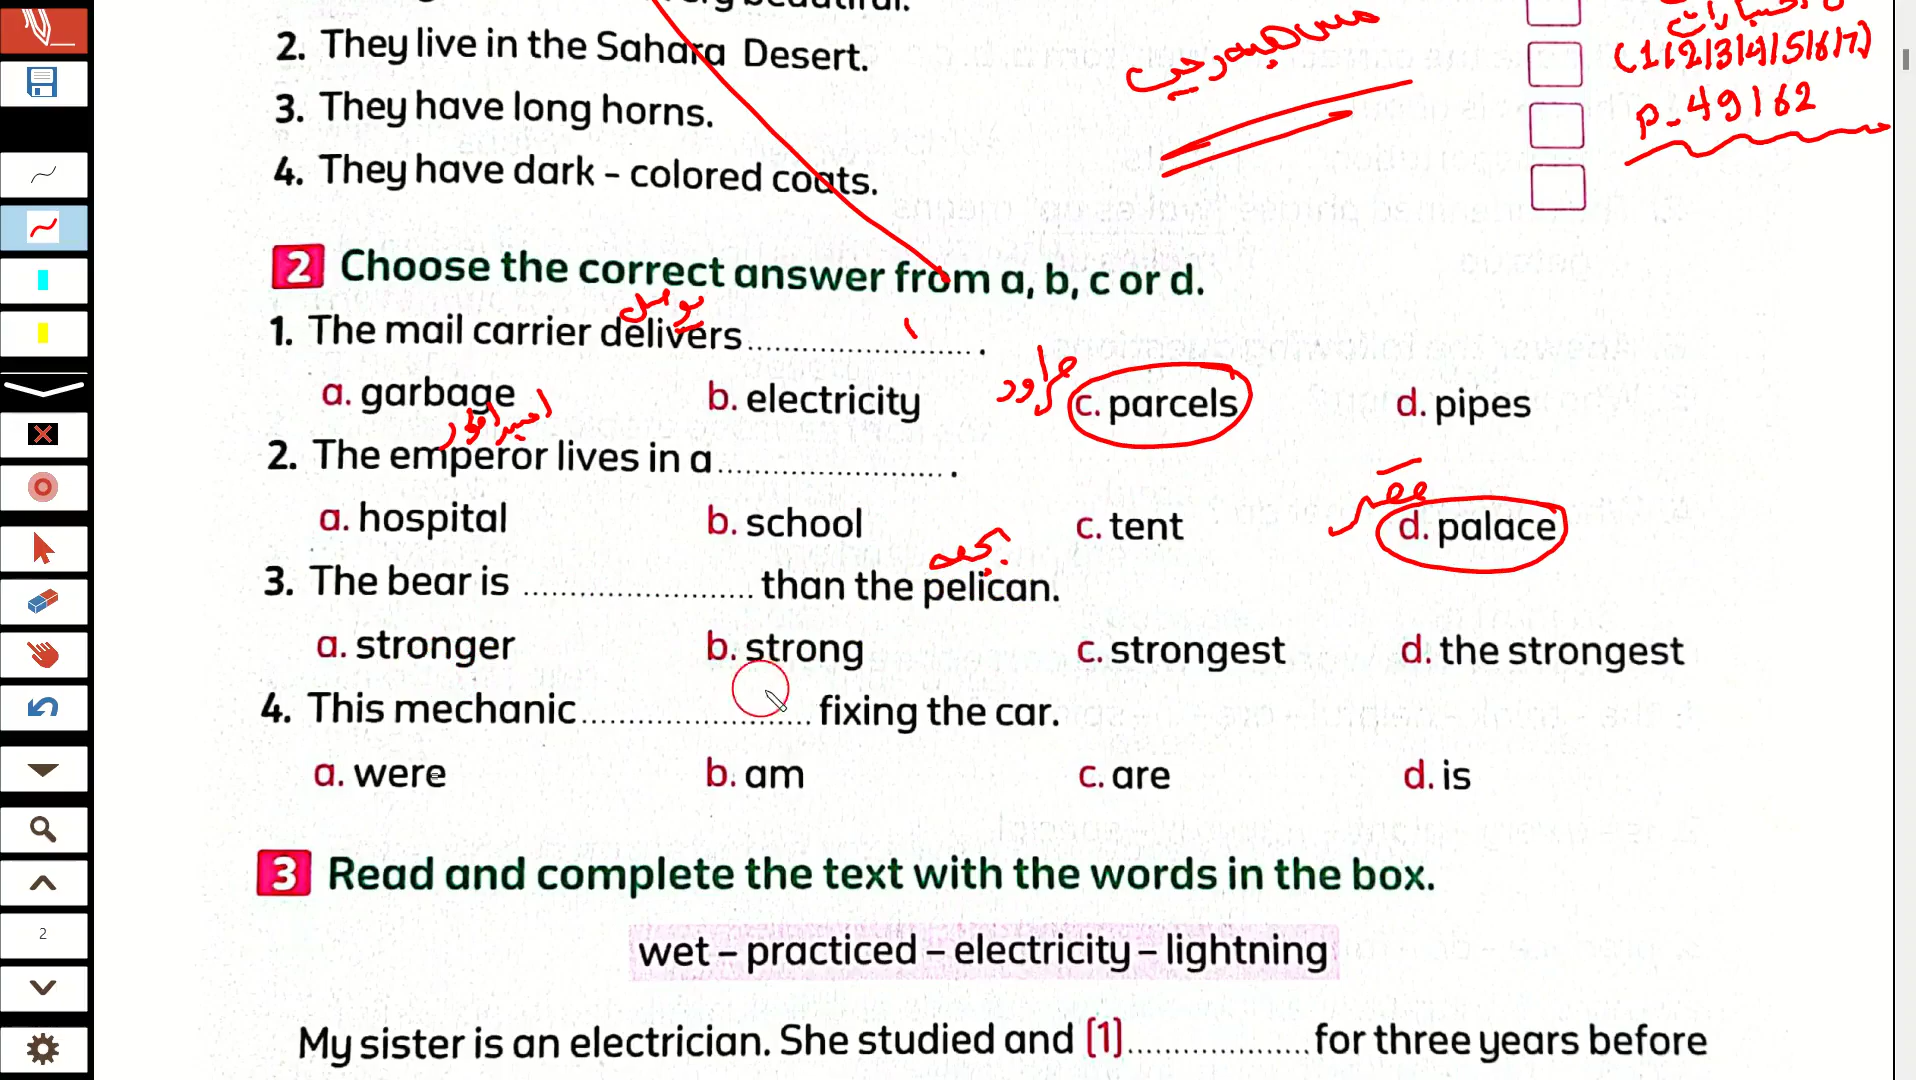 very beautiful.
2. They live in the Sahara Desert.
3. They have long horns.
4. They have dark - colored coats.
(1/2/3/4/5/6/7)
P_49/62
2 Choose the correct answer from a, b, c or d.
يوصل
1. The mail carrier delivers ........................ .
a. garbage b. electricity c. parcels d. pipes
امبراطور
2. The emperor lives in a ........................ .
قصر
a. hospital b. school c. tent d. palace
بجعه
3. The bear is ........................ than the pelican.
a. stronger b. strong c. strongest d. the strongest
4. This mechanic ........................ fixing the car.
a. were b. am c. are d. is
3 Read and complete the text with the words in the box.
wet – practiced – electricity – lightning
My sister is an electrician. She studied and (1) ................... for three years before
2